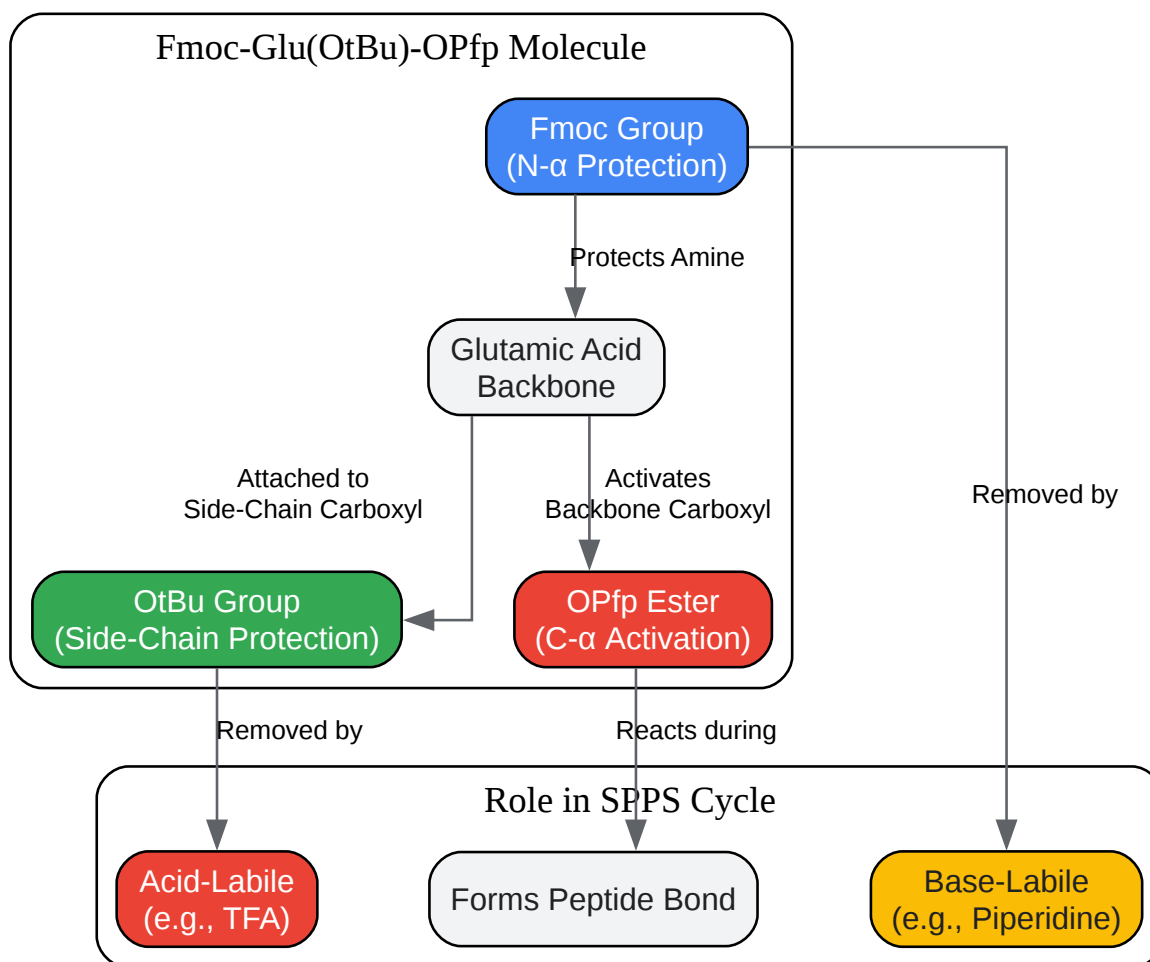 Fmoc-Glu(OtBu)-OPfp Molecule
Fmoc Group
(N-α Protection)
Protects Amine
Glutamic Acid
Backbone
Attached to
Side-Chain Carboxyl
Activates
Backbone Carboxyl
Removed by
OtBu Group
(Side-Chain Protection)
OPfp Ester
(C-α Activation)
Removed by
Reacts during
Role in SPPS Cycle
Acid-Labile
(e.g., TFA)
Forms Peptide Bond
Base-Labile
(e.g., Piperidine)